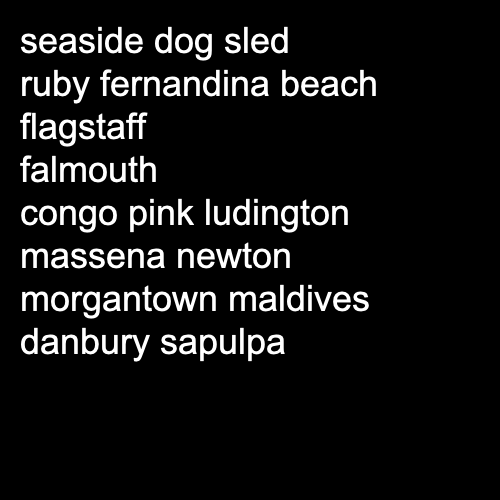 seaside dog sled
ruby fernandina beach
flagstaff
falmouth
congo pink ludington
massena newton
morgantown maldives
danbury sapulpa